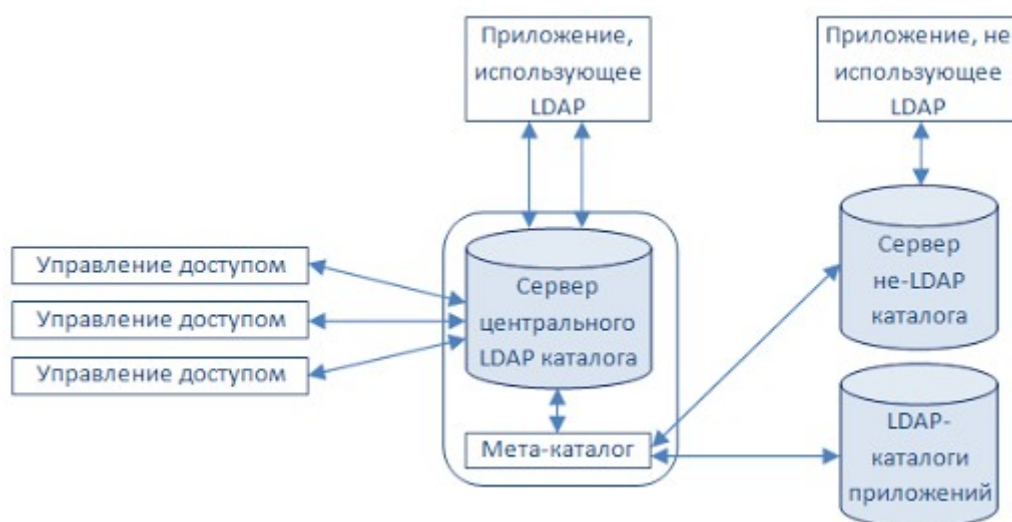 Приложение,
использующее
LDAP
Приложение, не
использующее
LDAP
Управление доступом
Управление доступом
Управление доступом
Сервер
центрального
LDAP каталога
Мета-каталог
Сервер
не-LDAP
каталога
LDAP-
каталоги
приложений